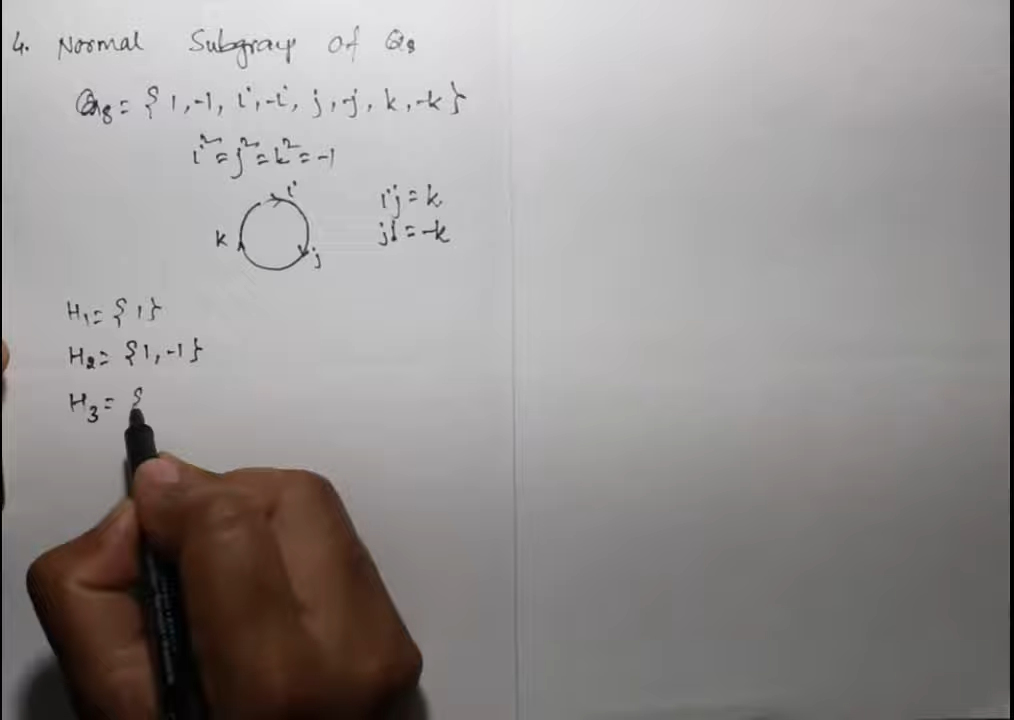 4. Normal Subgroup Of Q₈
Q₈ = { 1, -1, i, -i, j, -j, k, -k }
i² = j² = k² = -1
i
k
j
ij = k
ji = -k
H₁ = { 1 }
H₂ = { 1, -1 }
H₃ = {